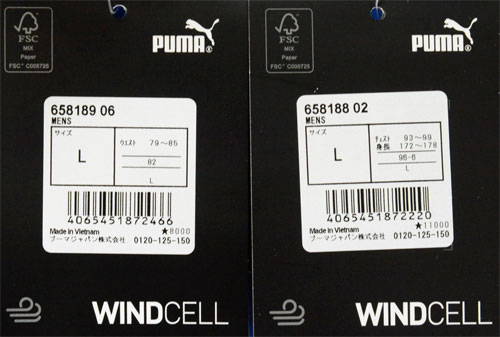 FSC
MIX
Paper
FSC® C008725
PUMA®
658189 06
MENS
サイズ
L
ウエスト 79～85
82
L
4065451872466
Made in Vietnam ★8000
プーマジャパン株式会社 0120-125-150
WINDCELL
FSC
MIX
Paper
FSC® C008725
PUMA®
658188 02
MENS
サイズ
L
チェスト 93～99
身長 172～178
96-6
L
4065451872220
Made in Vietnam ★11000
プーマジャパン株式会社 0120-125-150
WINDCELL